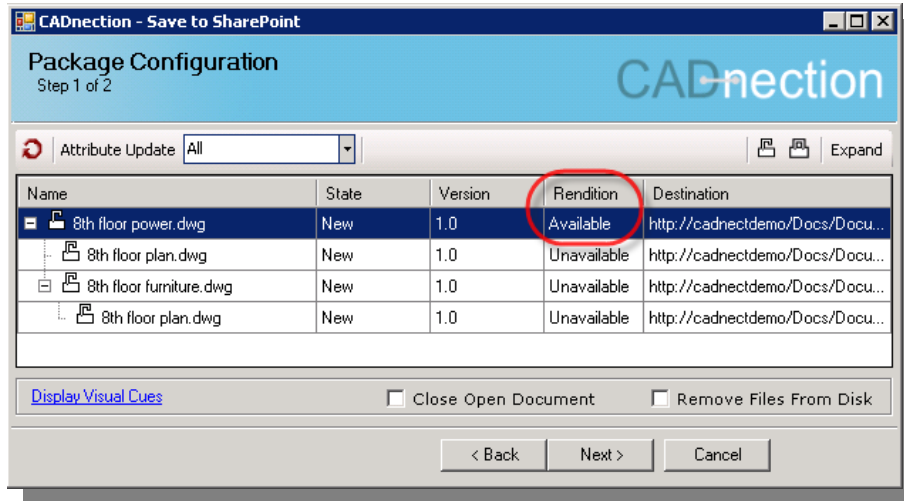 CADnection - Save to SharePoint
Package Configuration
Step 1 of 2
CADnection
Attribute Update All Expand
Name State Version Rendition Destination
8th floor power.dwg New 1.0 Available http://cadnectdemo/Docs/Docu...
8th floor plan.dwg New 1.0 Unavailable http://cadnectdemo/Docs/Docu...
8th floor furniture.dwg New 1.0 Unavailable http://cadnectdemo/Docs/Docu...
8th floor plan.dwg New 1.0 Unavailable http://cadnectdemo/Docs/Docu...
Display Visual Cues Close Open Document Remove Files From Disk
< Back Next > Cancel